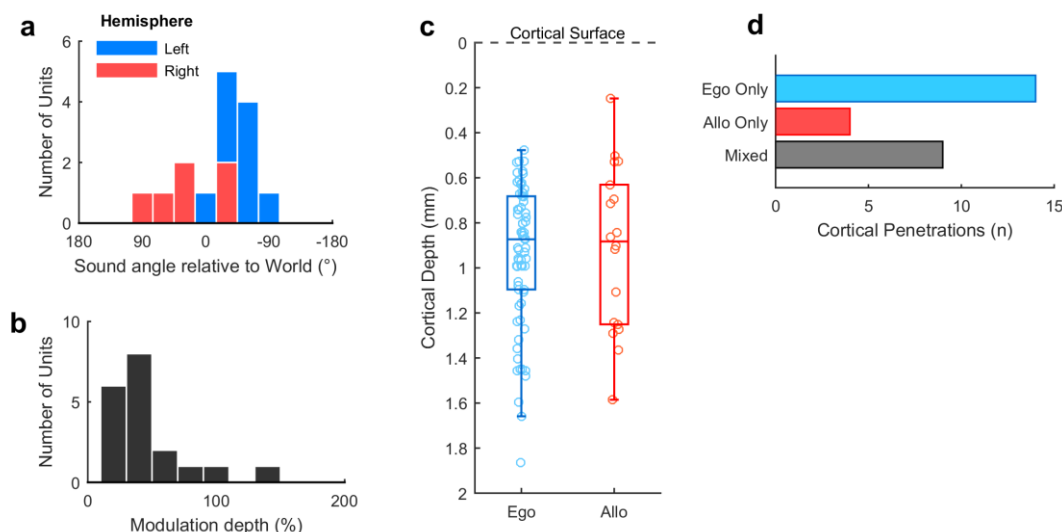 a
Hemisphere
Left
Right
Number of Units
6
4
2
0
180 90 0 -90 -180
Sound angle relative to World (°)
b
Number of Units
10
5
0
0 100 200
Modulation depth (%)
c
Cortical Surface
Cortical Depth (mm)
0
0.2
0.4
0.6
0.8
1
1.2
1.4
1.6
1.8
2
Ego Allo
d
Ego Only
Allo Only
Mixed
0 5 10 15
Cortical Penetrations (n)